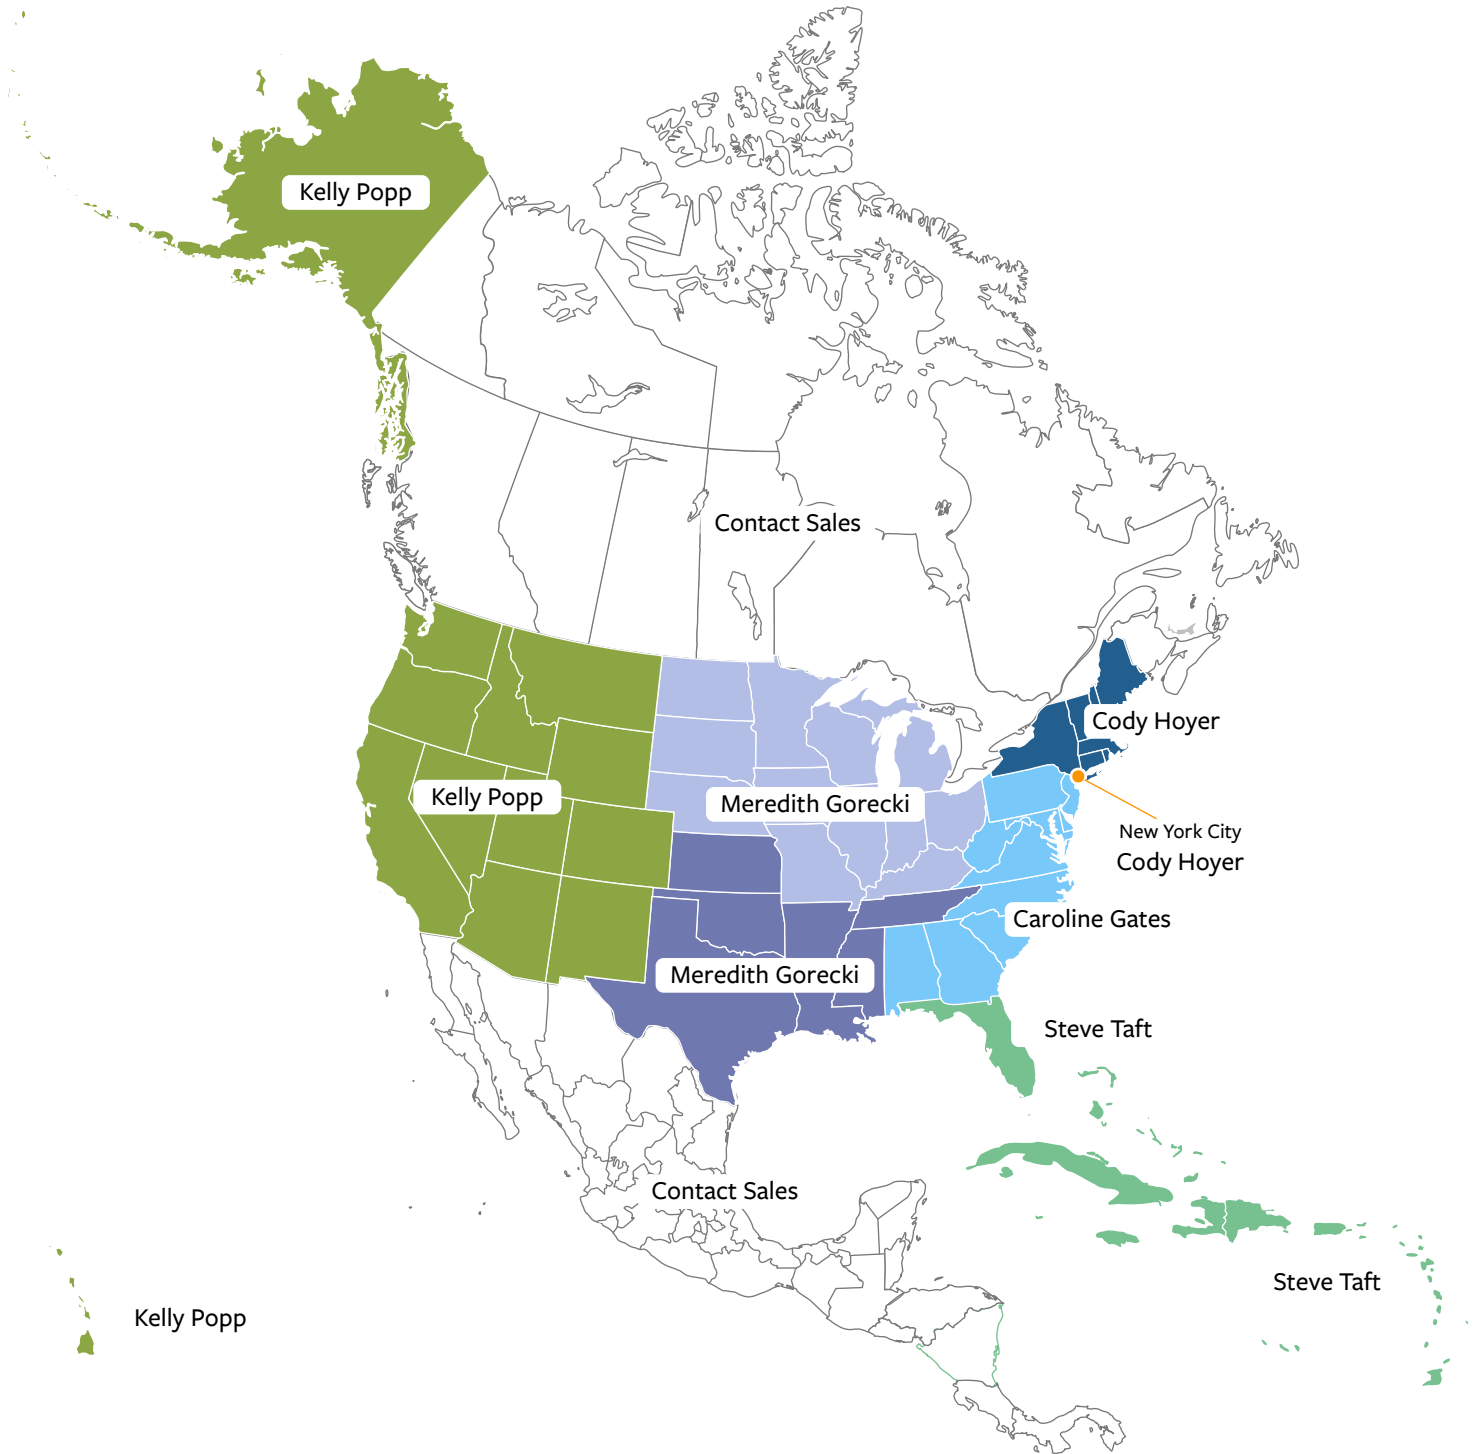 Kelly Popp
Contact Sales
Cody Hoyer
Kelly Popp
Meredith Gorecki
New York City
Cody Hoyer
Caroline Gates
Meredith Gorecki
Steve Taft
Contact Sales
Steve Taft
Kelly Popp